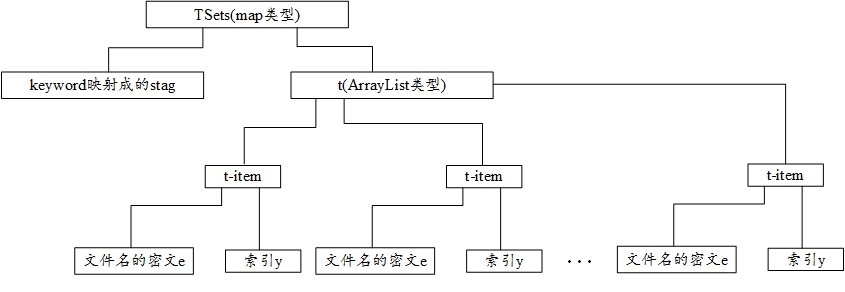 TSets(map类型)
keyword映射成的stag
t(ArrayList类型)
t-item
t-item
t-item
文件名的密文e
索引y
文件名的密文e
索引y
...
文件名的密文e
索引y